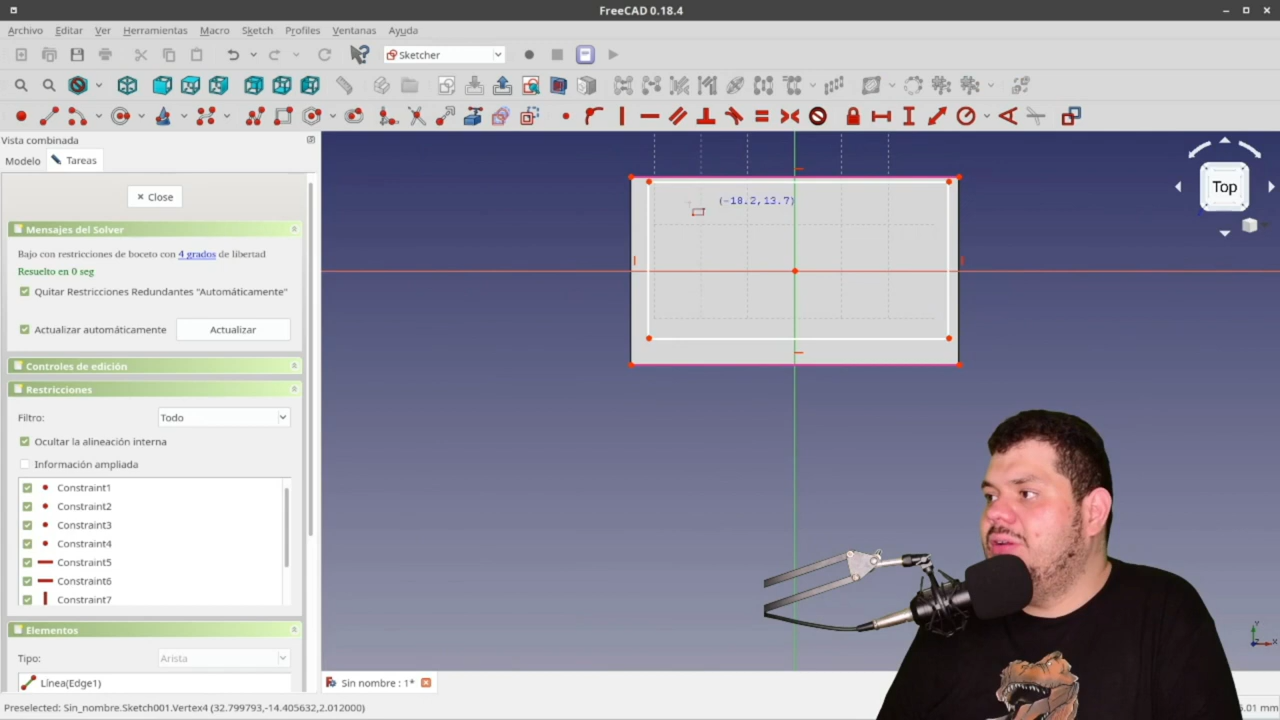 FreeCAD 0.18.4
Archivo Editar Ver Herramientas Macro Sketch Profiles Ventanas Ayuda
Sketcher
Vista combinada
Modelo Tareas
Close
Mensajes del Solver
Bajo con restricciones de boceto con 4 grados de libertad
Resuelto en 0 seg
Quitar Restricciones Redundantes "Automáticamente"
Actualizar automáticamente Actualizar
Controles de edición
Restricciones
Filtro: Todo
Ocultar la alineación interna
Información ampliada
Constraint1
Constraint2
Constraint3
Constraint4
Constraint5
Constraint6
Constraint7
Elementos
Tipo: Arista
Línea(Edge1)
(-18.2,13.7)
Top
Y
X
Sin nombre : 1*
Preselected: Sin_nombre.Sketch001.Vertex4 (32.799793,-14.405632,2.012000)
.01 mm